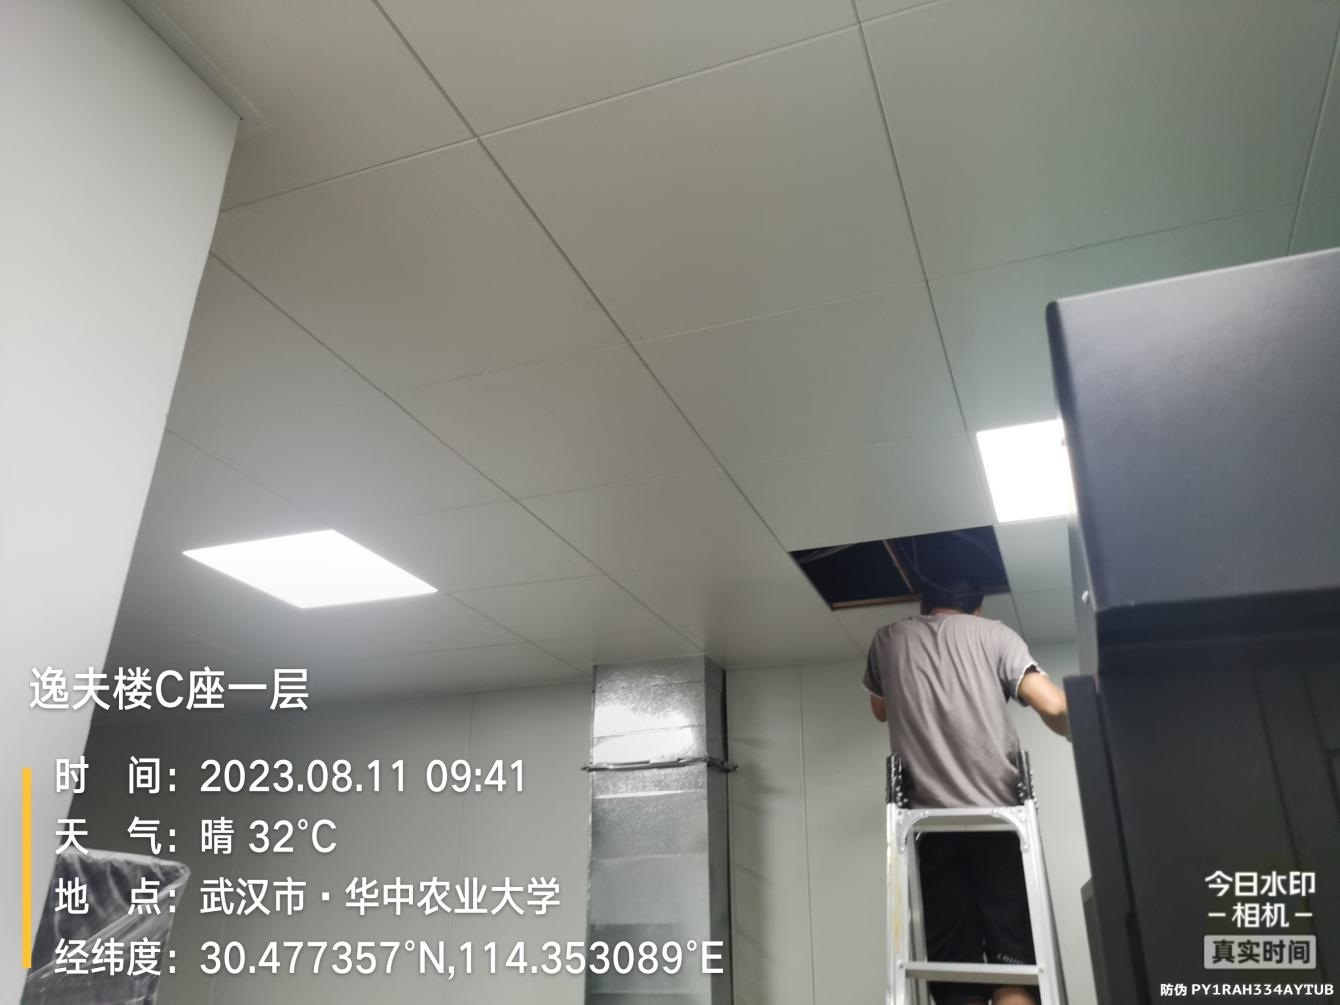 逸夫楼C座一层
时 间：2023.08.11 09:41
天 气：晴 32°C
地 点：武汉市·华中农业大学
经纬度：30.477357°N,114.353089°E
今日水印
-相机-
真实时间
防伪 PY1RAH334AYTUB